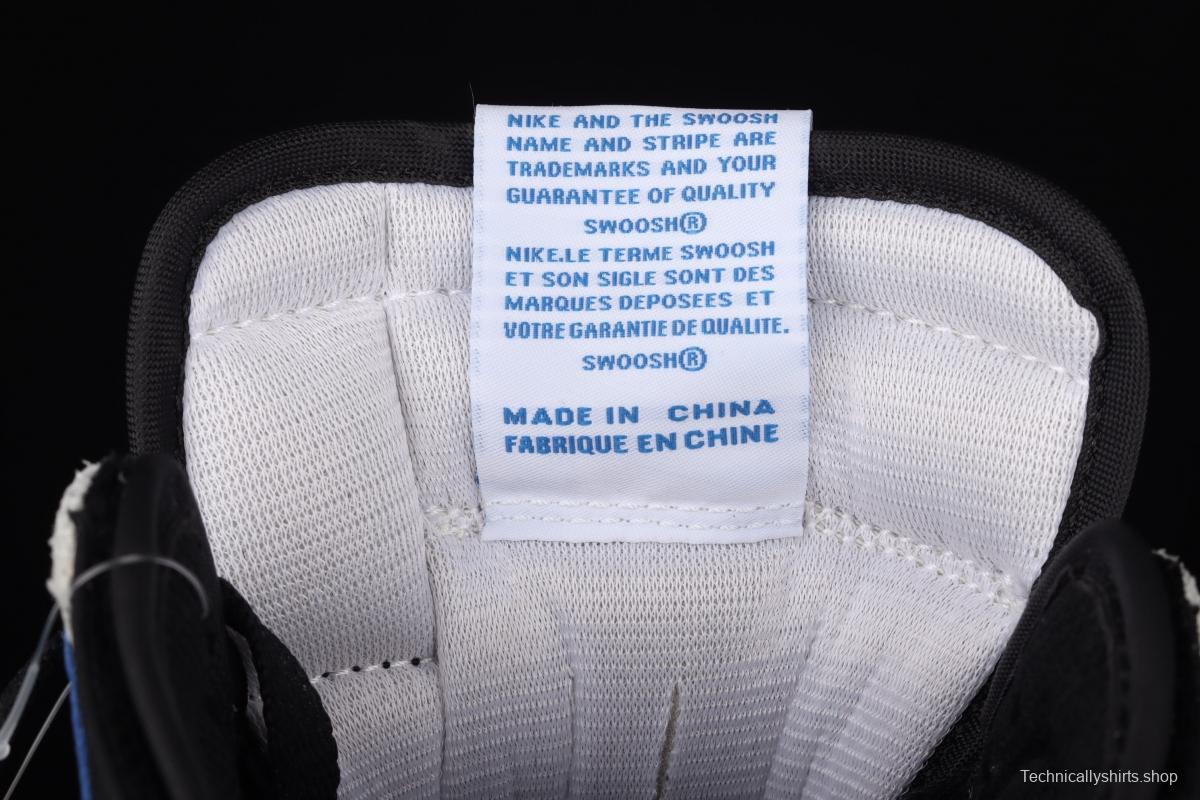 NIKE AND THE SWOOSH
NAME AND STRIPE ARE
TRADEMARKS AND YOUR
GUARANTEE OF QUALITY
SWOOSH®
NIKE.LE TERME SWOOSH
ET SON SIGLE SONT DES
MARQUES DEPOSEES ET
VOTRE GARANTIE DE QUALITE.
SWOOSH®
MADE IN CHINA
FABRIQUE EN CHINE
Technicallyshirts.shop